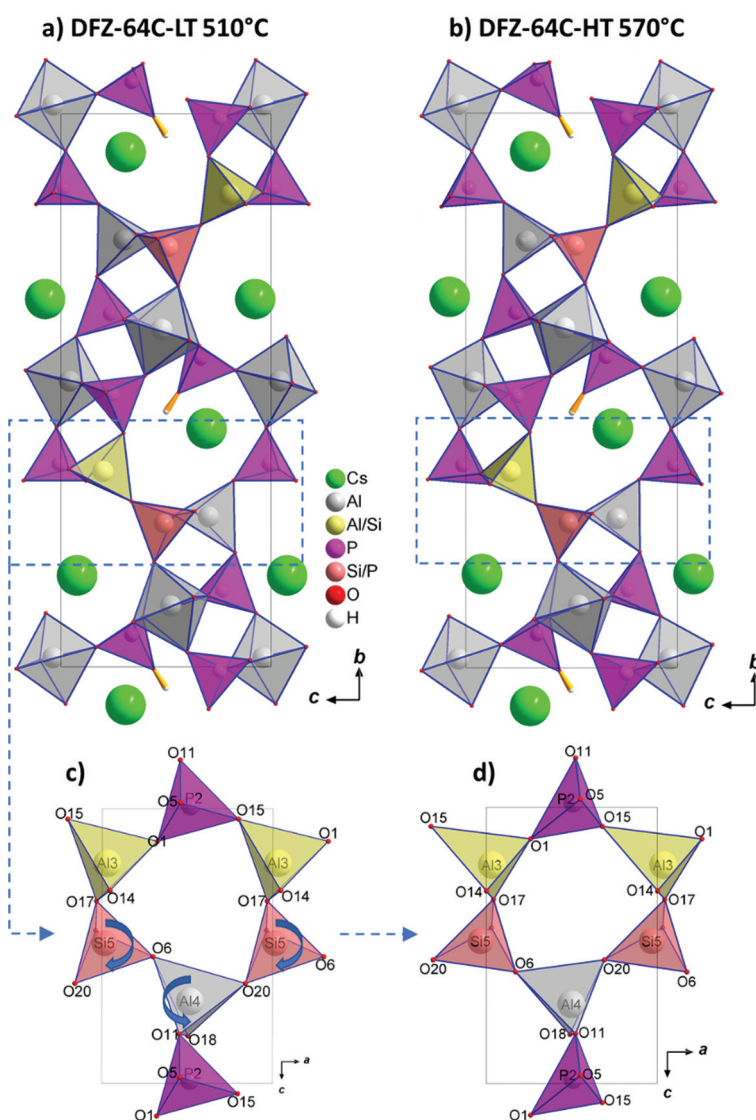 a) DFZ-64C-LT 510°C
b) DFZ-64C-HT 570°C
Cs
Al
Al/Si
P
Si/P
O
H
b
c
b
c
c)
O11
O5
P2
O15
O1
O15
O1
Al3
Al3
O17
O14
O17
O14
Si5
Si5
O6
O6
O20
O20
Al4
O11
O18
O5
P2
O1
O15
a
c
d)
O11
P2
O5
O15
O15
O1
O1
Al3
Al3
O14
O17
O14
O17
Si5
Si5
O20
O6
O20
O6
Al4
O18
O11
P2
O5
O1
O15
a
c